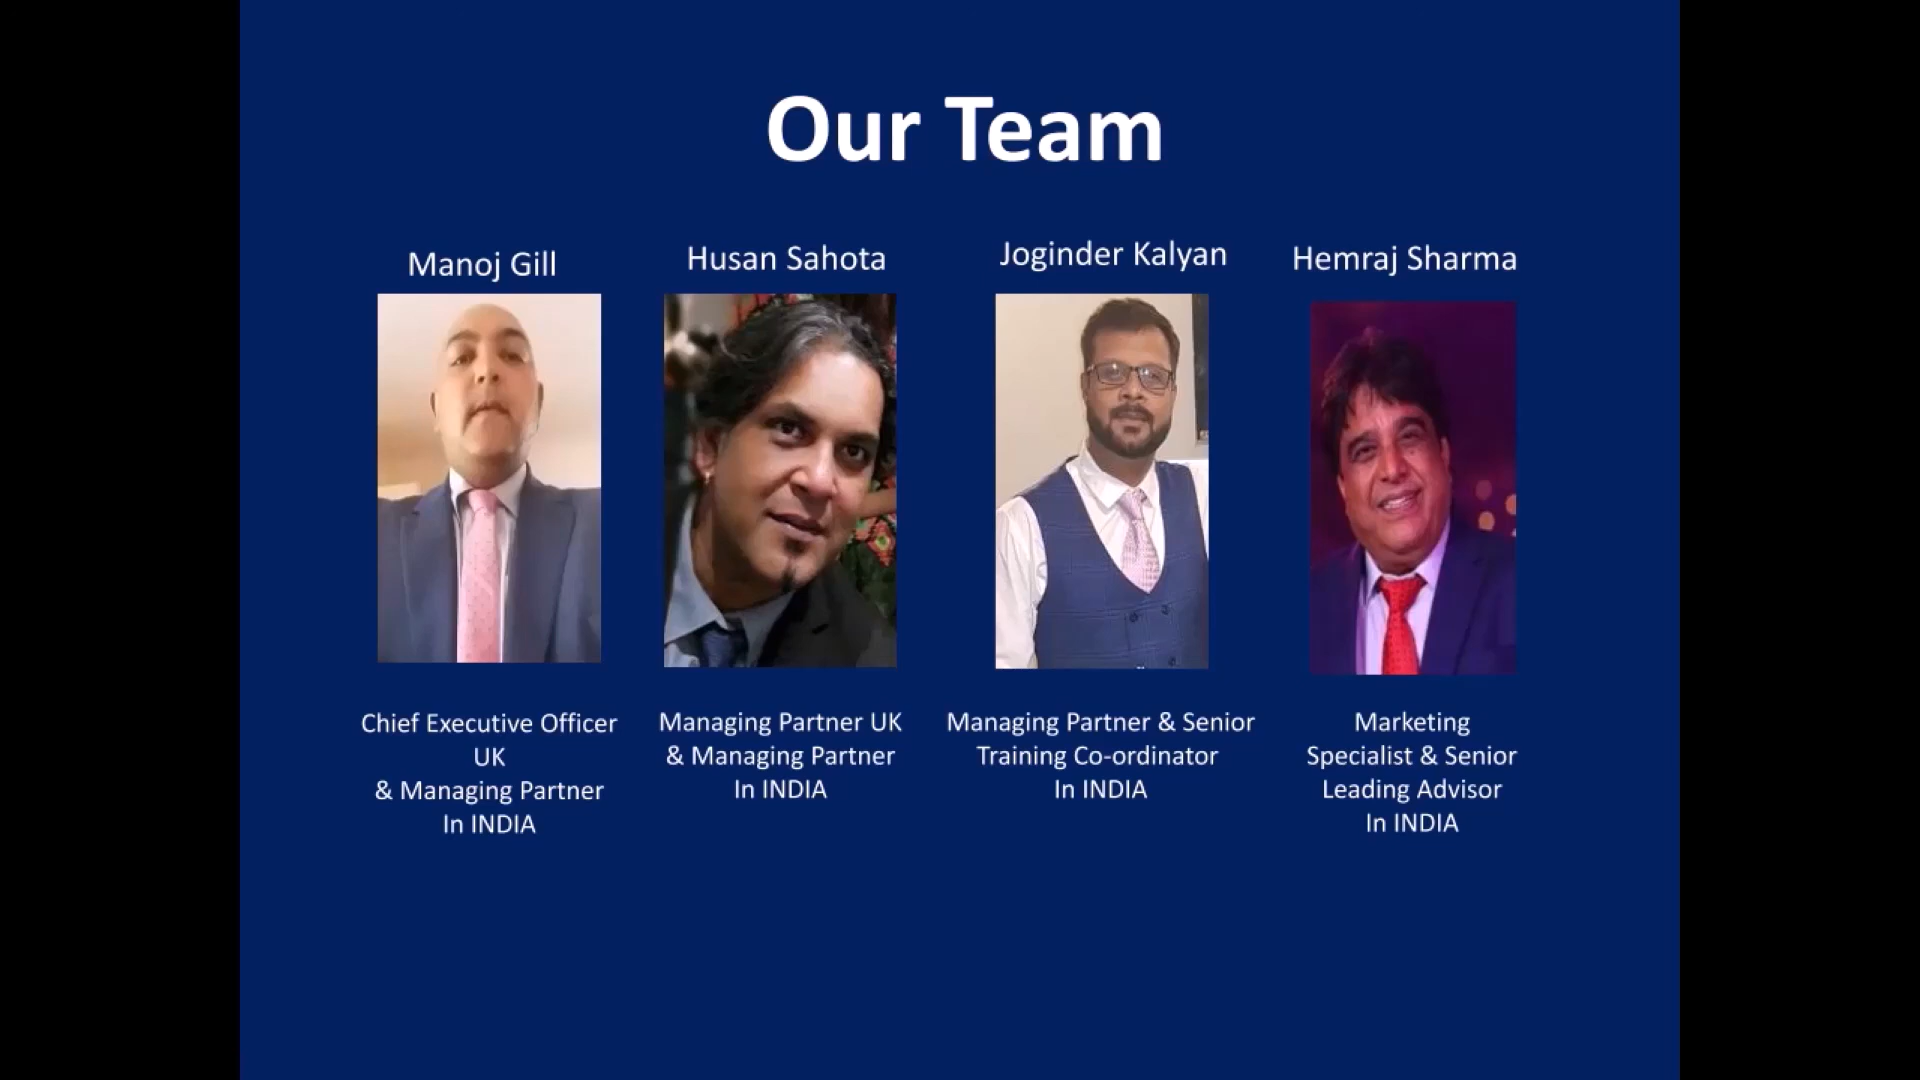 Our Team
Manoj Gill
Husan Sahota
Joginder Kalyan
Hemraj Sharma
Chief Executive Officer
UK
& Managing Partner
In INDIA
Managing Partner UK
& Managing Partner
In INDIA
Managing Partner & Senior
Training Co-ordinator
In INDIA
Marketing
Specialist & Senior
Leading Advisor
In INDIA